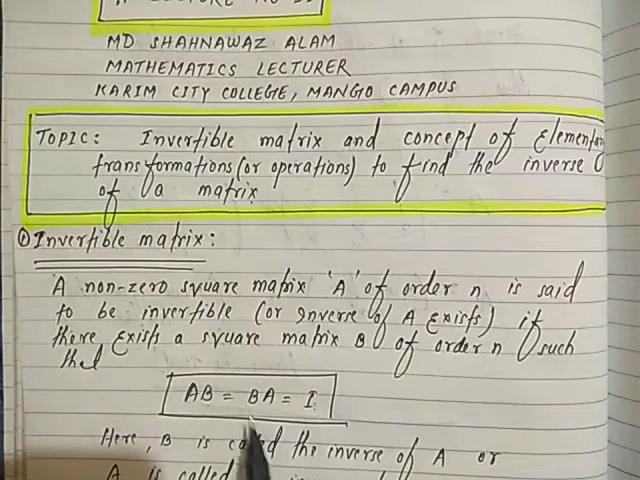 MD SHAHNAWAZ ALAM
MATHEMATICS LECTURER
KARIM CITY COLLEGE, MANGO CAMPUS
TOPIC: Invertible matrix and concept of Elementary
transformations (or operations) to find the inverse
of a matrix
① Invertible matrix:
A non-zero square matrix 'A' of order n is said
to be invertible (or Inverse of A Exists) if
there Exists a square matrix B of order n such
that
AB = BA = I
Here, B is called the inverse of A or
A is called